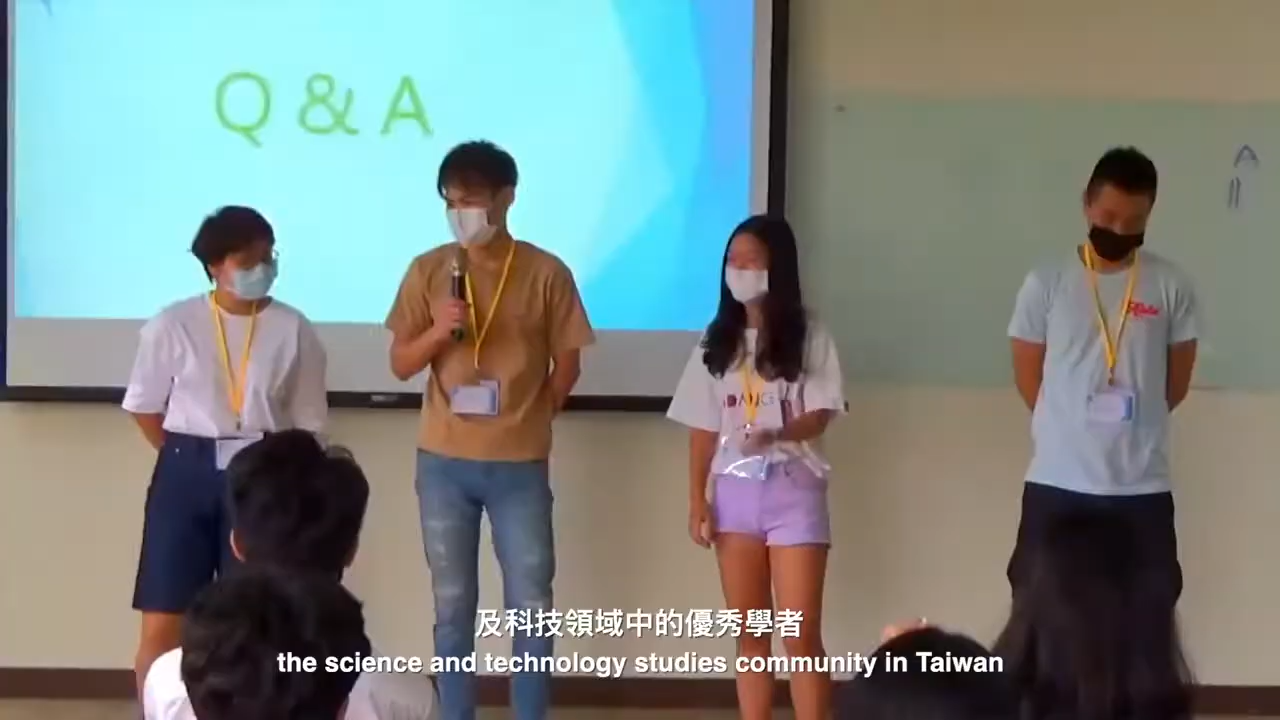 Q & A
及科技領域中的優秀學者
the science and technology studies community in Taiwan